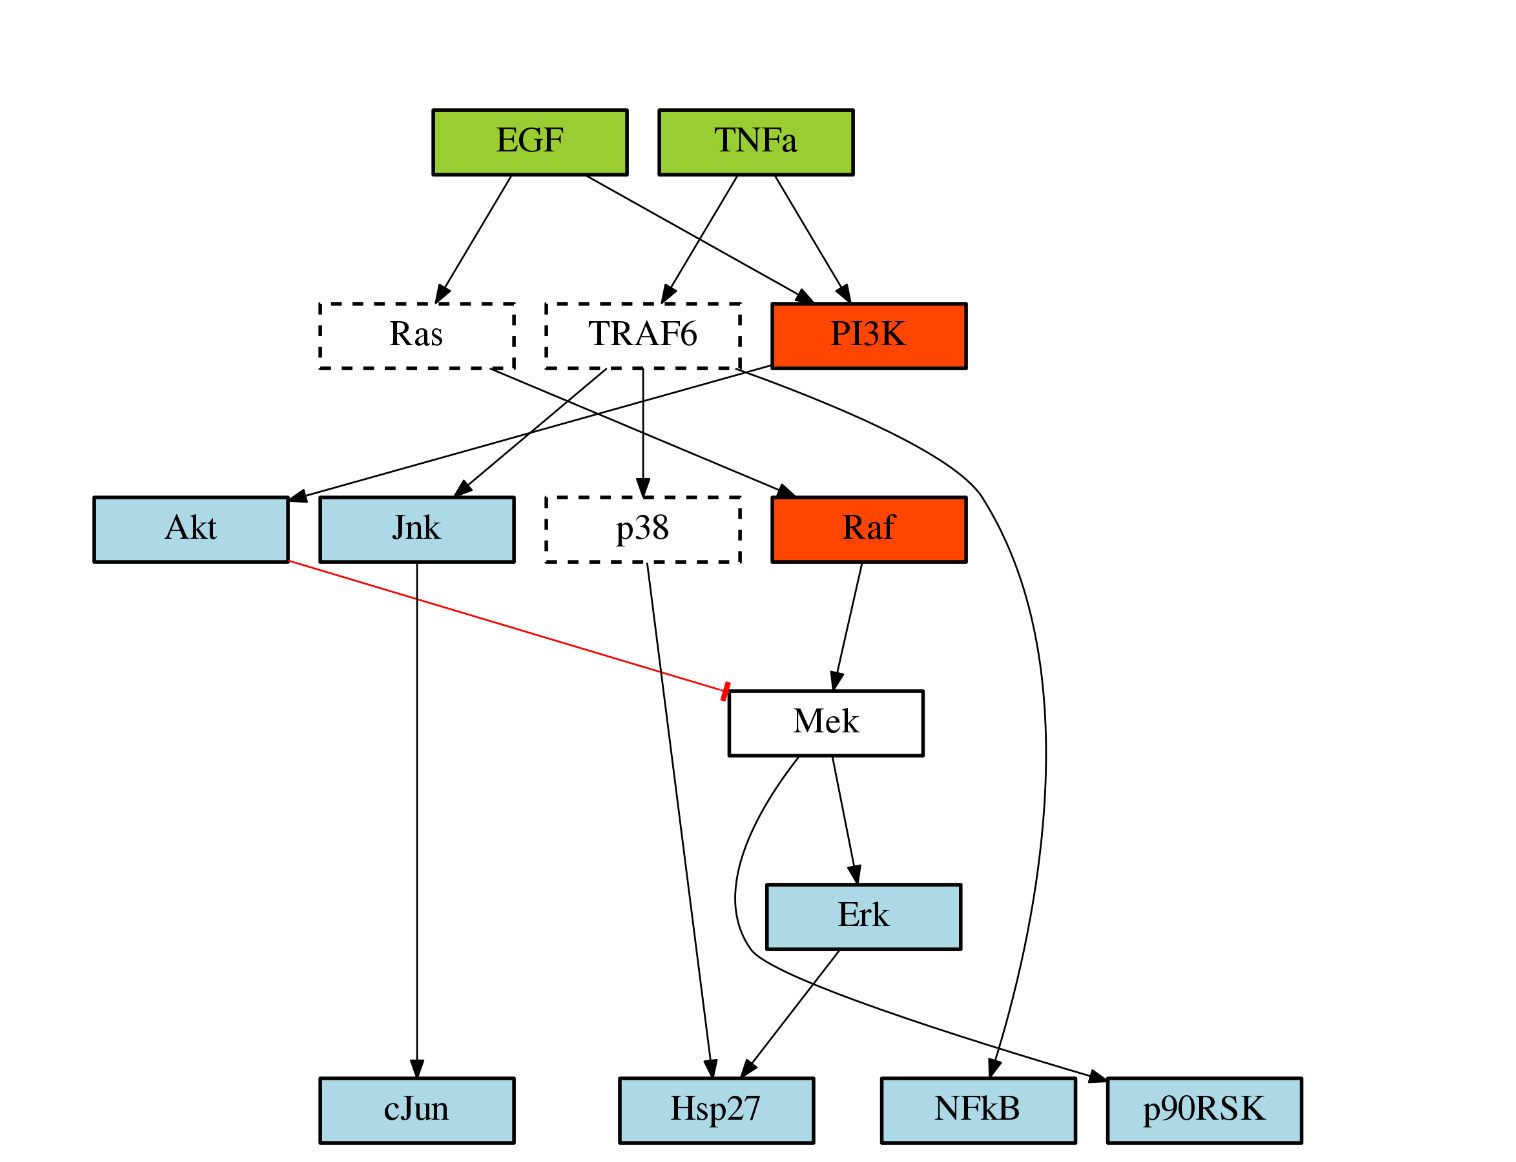 EGF
TNFa
Ras
TRAF6
PI3K
Akt
Jnk
p38
Raf
Mek
Erk
cJun
Hsp27
NFkB
p90RSK